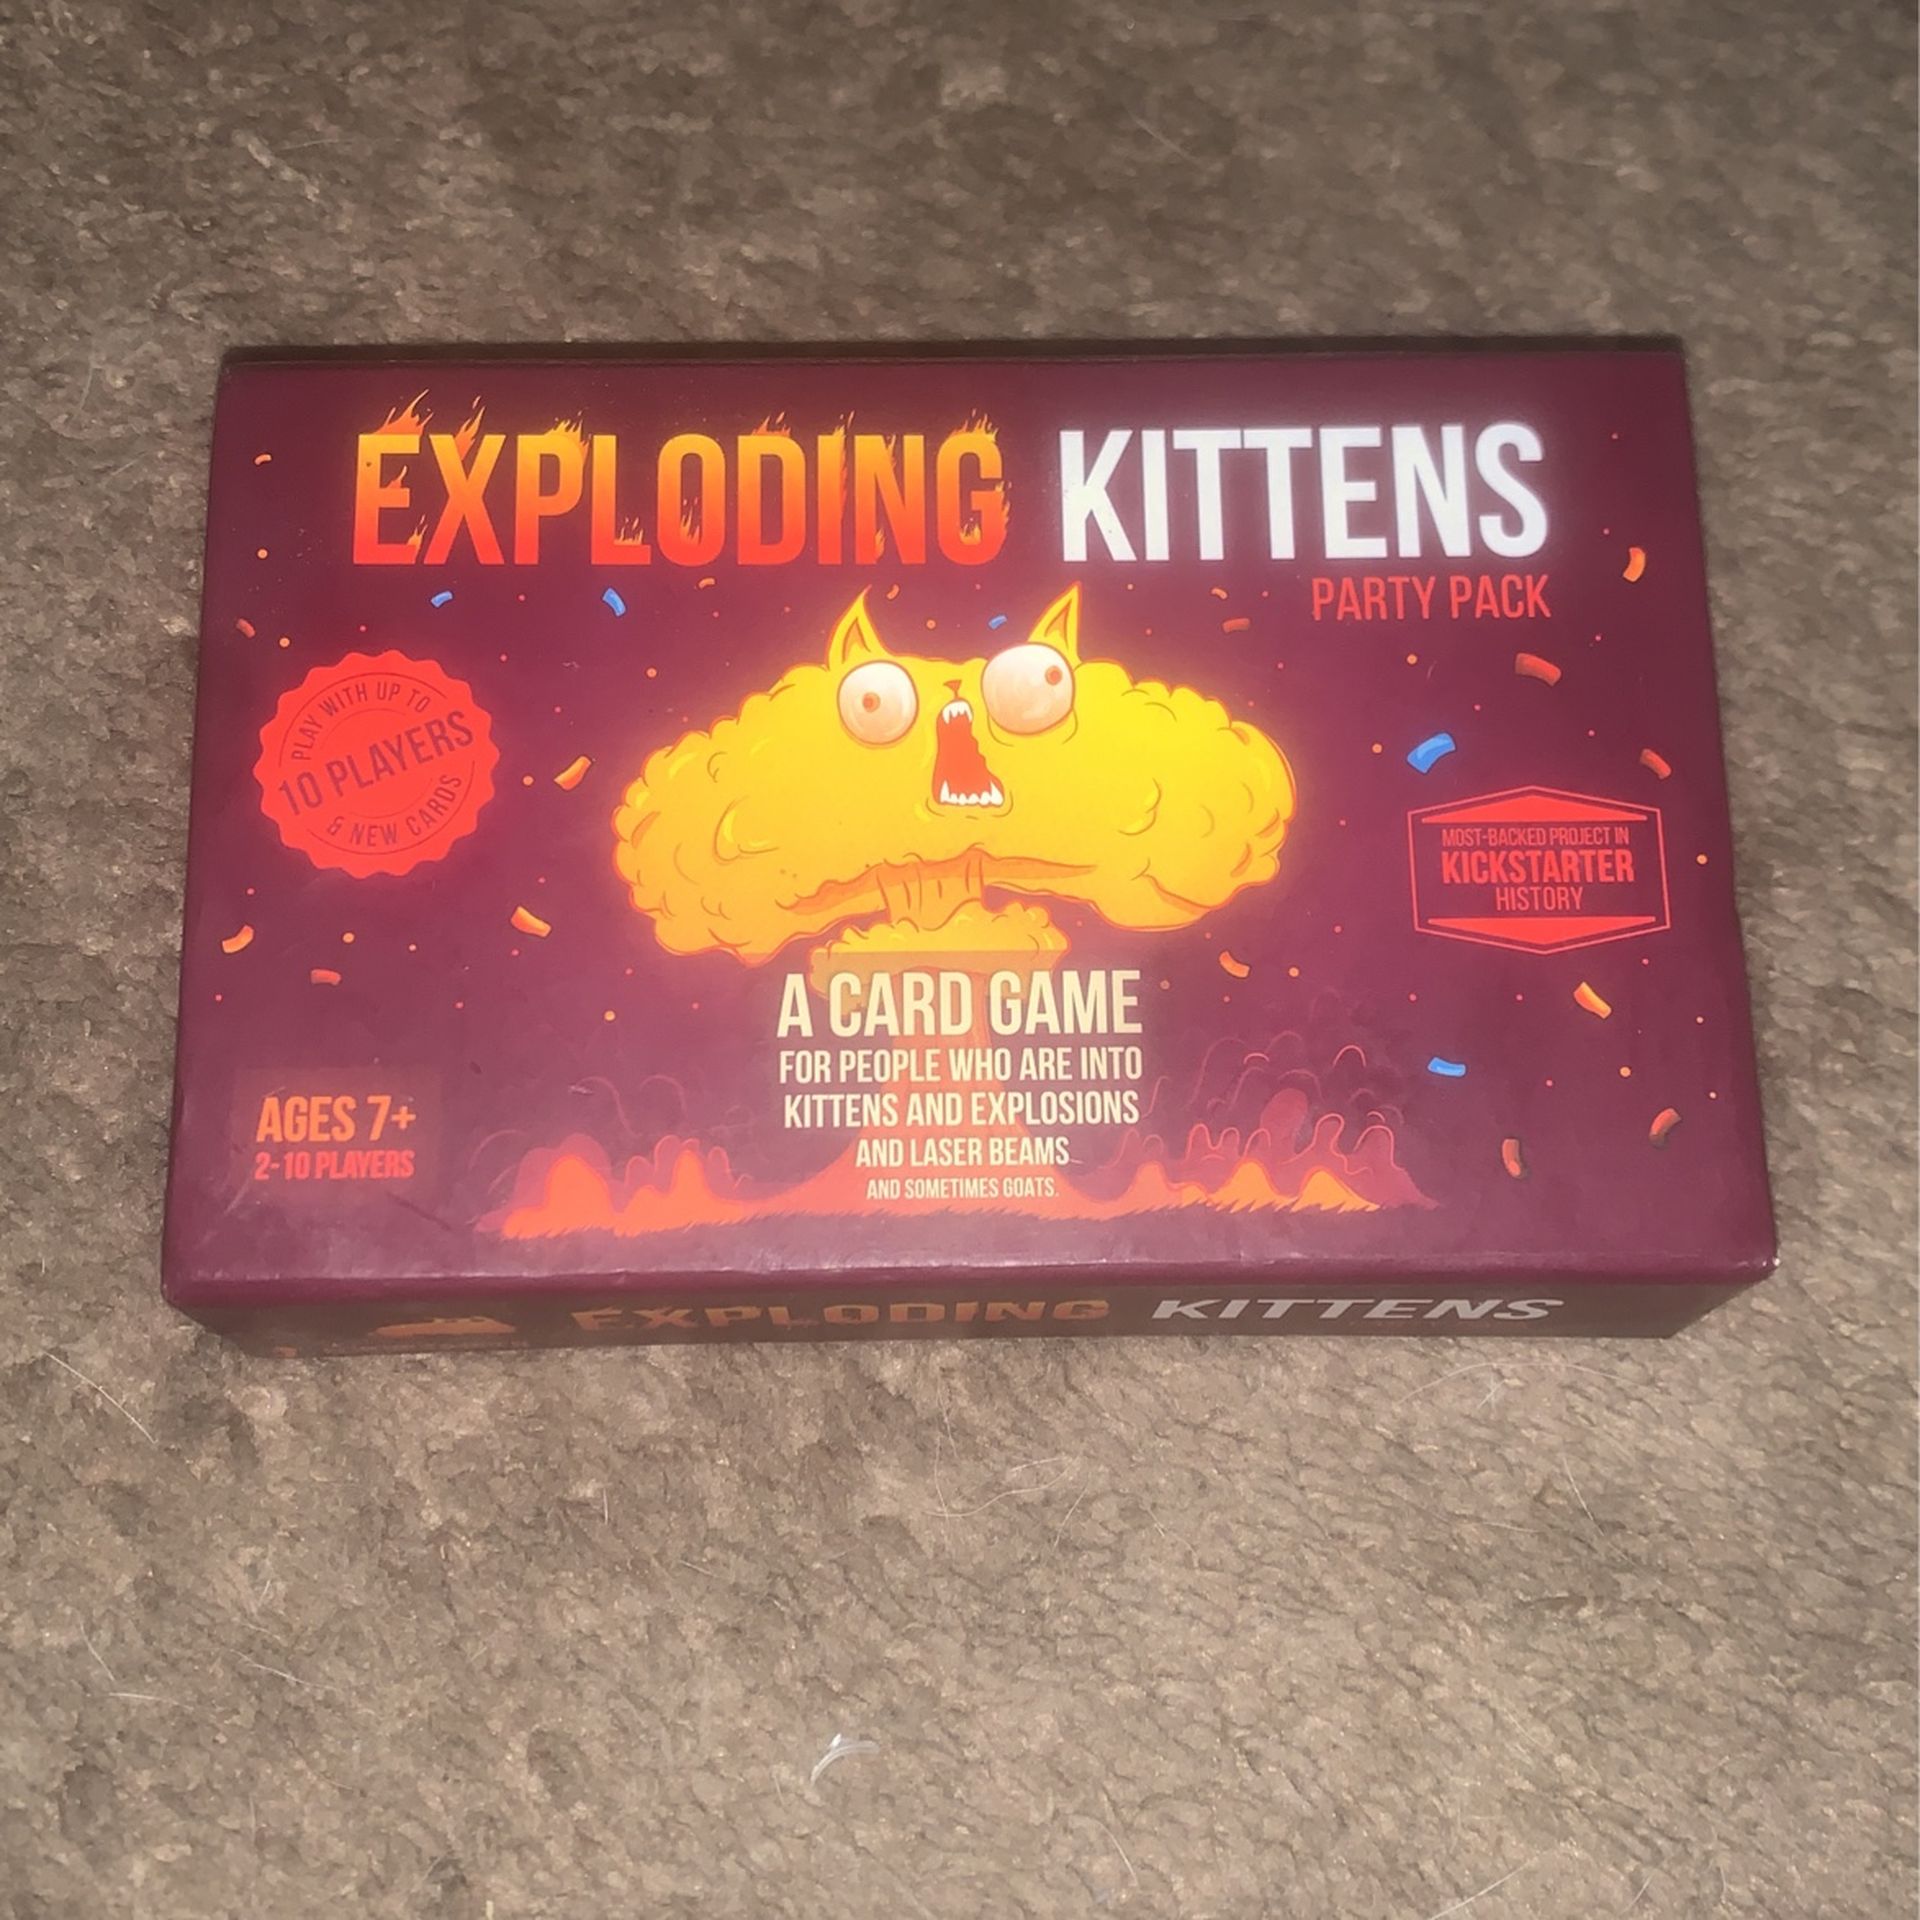 EXPLODING KITTENS
PARTY PACK
PLAY WITH UP TO
10 PLAYERS
& NEW CARDS
MOST-BACKED PROJECT IN
KICKSTARTER
HISTORY
A CARD GAME
FOR PEOPLE WHO ARE INTO
KITTENS AND EXPLOSIONS
AND LASER BEAMS
AND SOMETIMES GOATS.
AGES 7+
2-10 PLAYERS
EXPLODING KITTENS